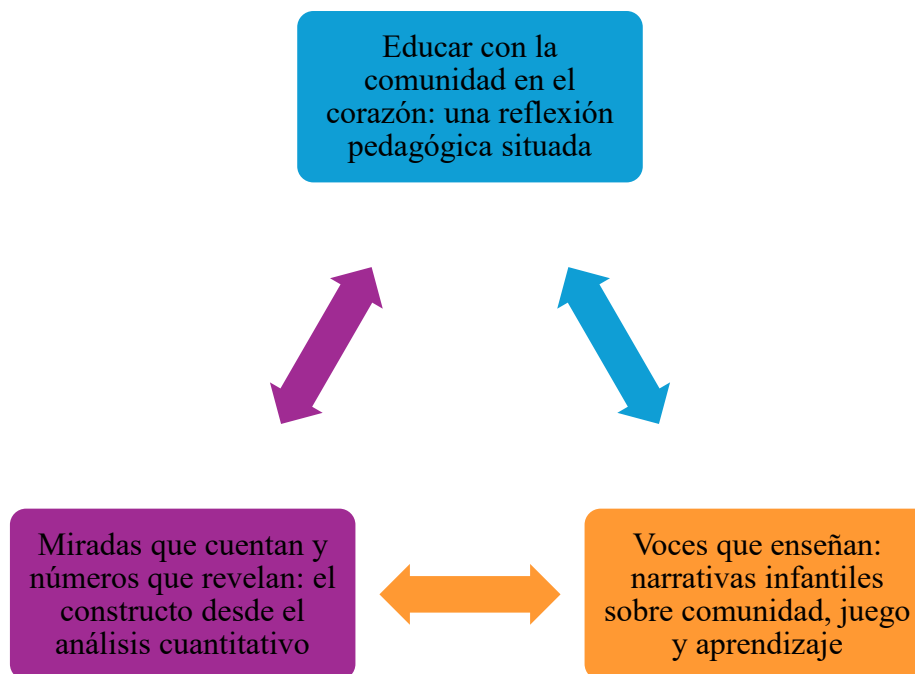 Educar con la
comunidad en el
corazón: una reflexión
pedagógica situada
Miradas que cuentan y
números que revelan: el
constructo desde el
análisis cuantitativo
Voces que enseñan:
narrativas infantiles
sobre comunidad, juego
y aprendizaje